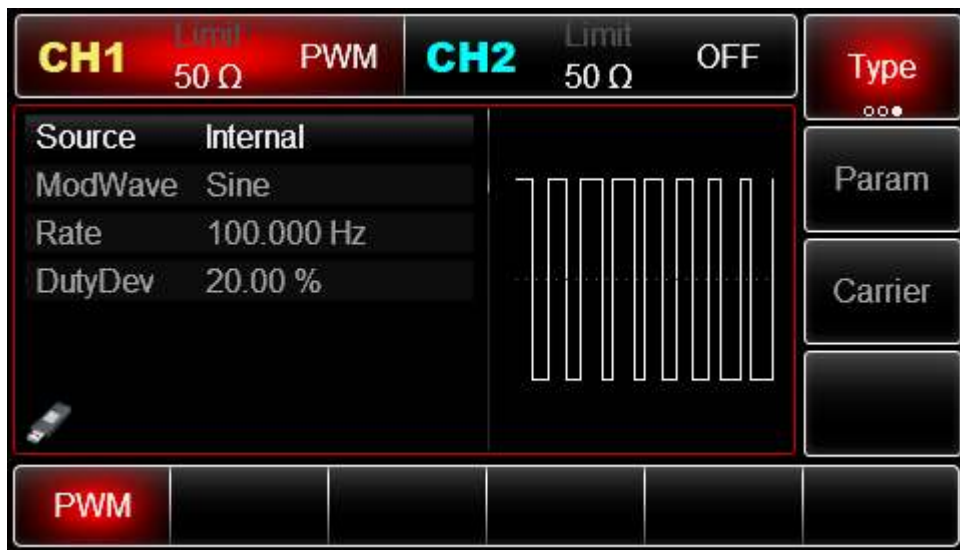 CH1 Limit 50 Ω PWM CH2 Limit 50 Ω OFF
Type
Source Internal
ModWave Sine
Rate 100.000 Hz
DutyDev 20.00 %
Param
Carrier
PWM